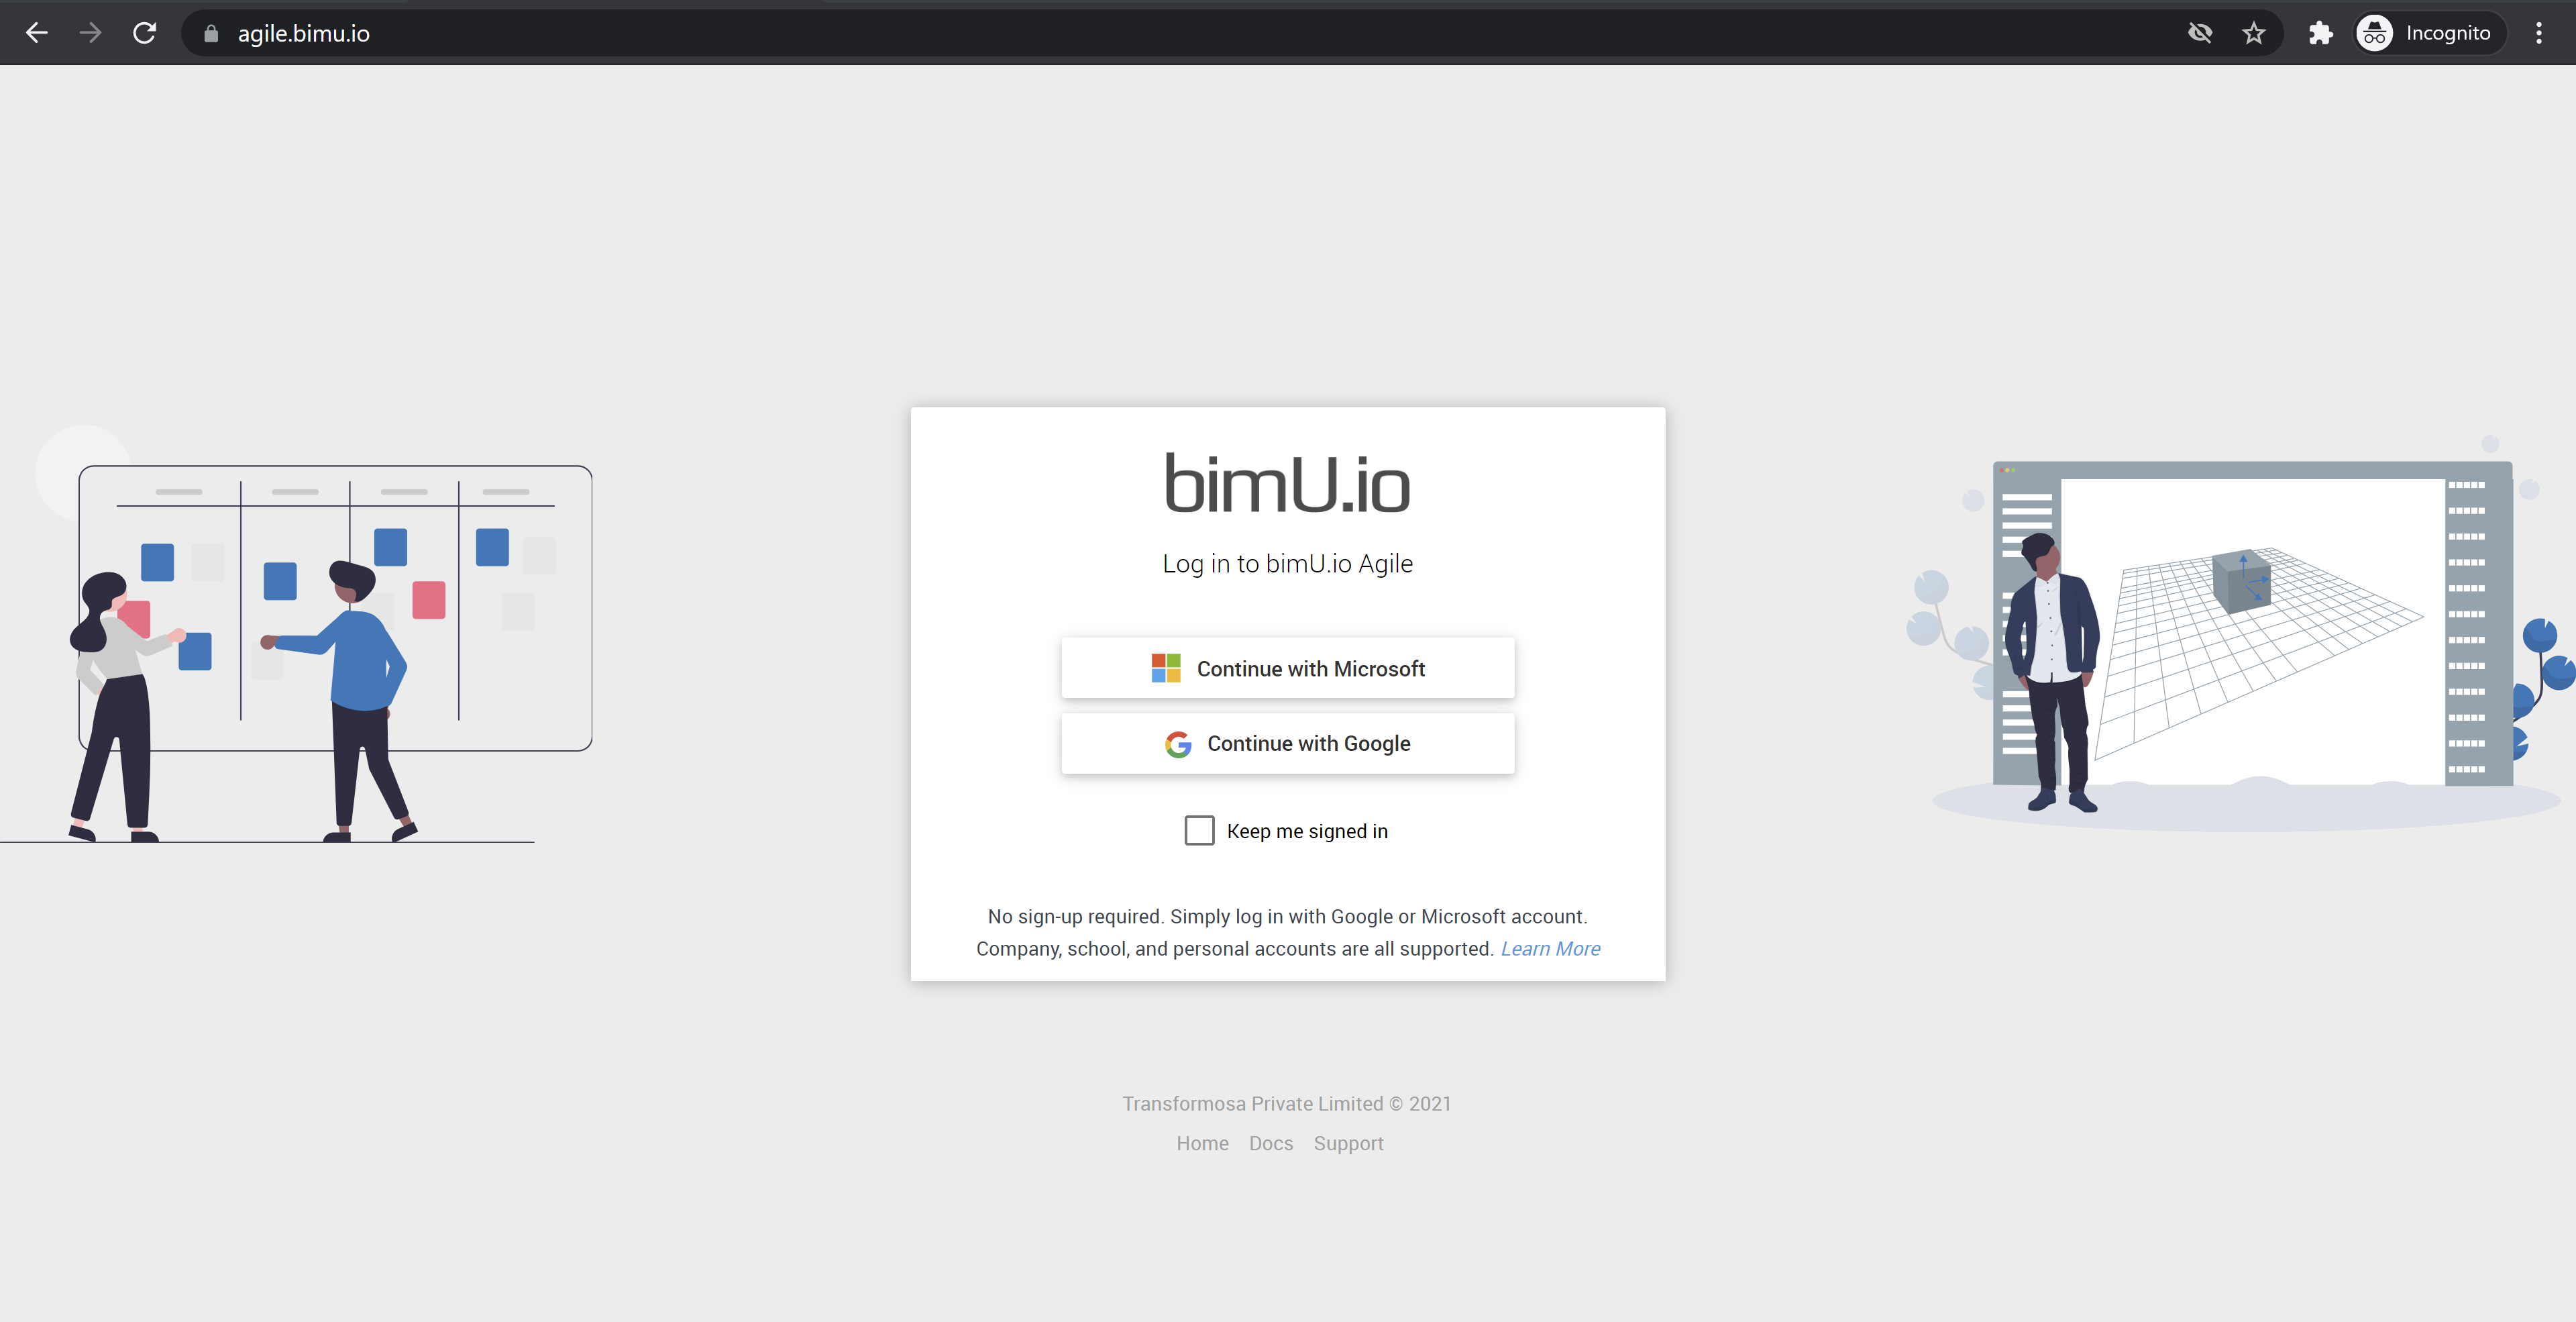 agile.bimu.io
Incognito
bimU.io
Log in to bimU.io Agile
Continue with Microsoft
Continue with Google
Keep me signed in
No sign-up required. Simply log in with Google or Microsoft account.
Company, school, and personal accounts are all supported. Learn More
Transformosa Private Limited © 2021
Home Docs Support